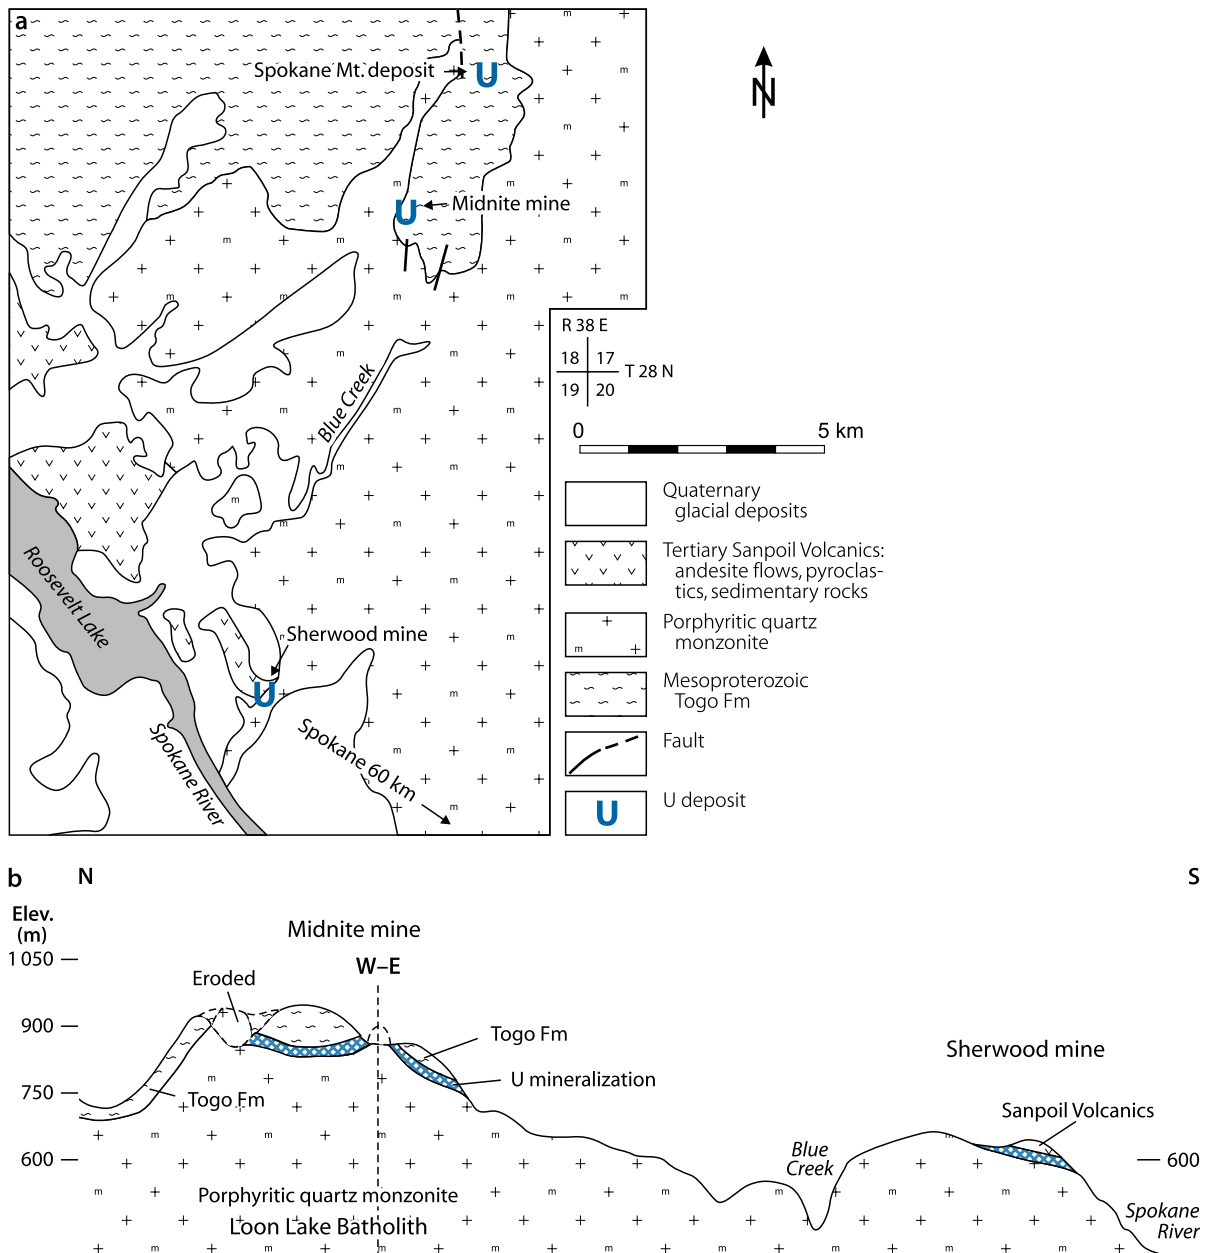 a
Spokane Mt. deposit
U
N
U
Midnite mine
R 38 E
18 17
T 28 N
19 20
Blue Creek
0 5 km
Quaternary
glacial deposits
Tertiary Sanpoil Volcanics:
andesite flows, pyroclas-
tics, sedimentary rocks
Roosevelt Lake
Porphyritic quartz
monzonite
Sherwood mine
U
Mesoproterozoic
Togo Fm
Spokane 60 km
Spokane River
Fault
U
U deposit
b N S
Elev.
(m)
Midnite mine
1 050
W–E
Eroded
900
Togo Fm
Sherwood mine
U mineralization
750
Togo Fm
Sanpoil Volcanics
Blue
Creek
600 600
Porphyritic quartz monzonite
Loon Lake Batholith
Spokane
River